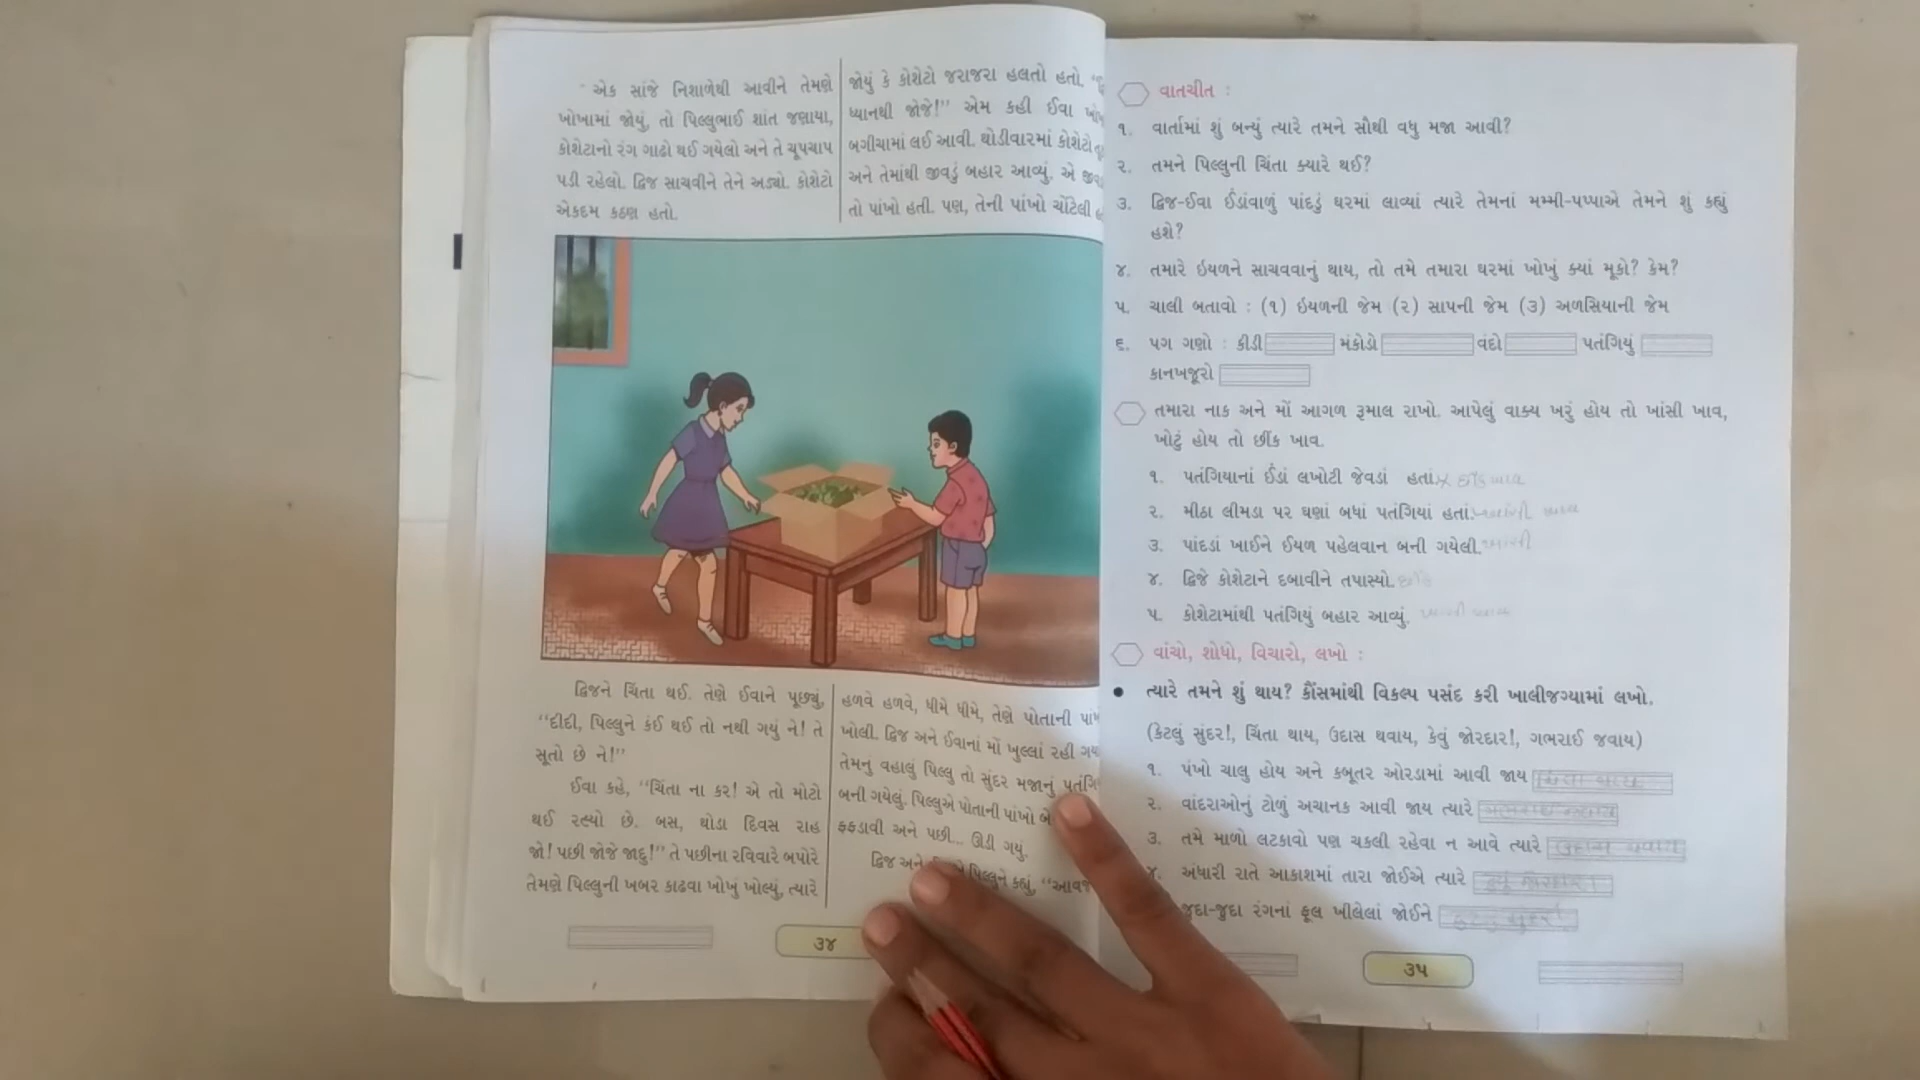 એક સાંજે નિશાળેથી આવીને તેમણે
ખોખામાં જોયું, તો પિલ્લુભાઈ શાંત જણાયા,
કોશેટાનો રંગ ગાઢો થઈ ગયેલો અને તે ચૂપચાપ
પડી રહેલો. દ્વિજ સાચવીને તેને અડ્યો. કોશેટો
એકદમ કઠણ હતો.
જોયું કે કોશેટો જરાજરા હલતો હતો.
ધ્યાનથી જોજે!” એમ કહી ઈવા
બગીચામાં લઈ આવી. થોડીવારમાં કોશેટો
અને તેમાંથી જીવડું બહાર આવ્યું. એ
તો પાંખો હતી. પણ, તેની પાંખો ચોંટેલી
દ્વિજને ચિંતા થઈ. તેણે ઈવાને પૂછ્યું,
“દીદી, પિલ્લુને કંઈ થઈ તો નથી ગયું ને! તે
સૂતો છે ને!”
ઈવા કહે, “ચિંતા ના કર! એ તો મોટો
થઈ રહ્યો છે. બસ, થોડા દિવસ રાહ
જો! પછી જોજે જાદુ!” તે પછીના રવિવારે બપોરે
તેમણે પિલ્લુની ખબર કાઢવા ખોખું ખોલ્યું, ત્યારે
હળવે હળવે, ધીમે ધીમે, તેણે પોતાની
ખોલી. દ્વિજ અને ઈવાનાં મોં ખુલ્લાં રહી
તેમનુ વહાલું પિલ્લુ તો સુંદર મજાનું
બની ગયેલું. પિલ્લુએ પોતાની પાંખો
ફફડાવી અને પછી... ઊડી ગયું.
દ્વિજ અને પિલ્લુને કહ્યું, “આવજે
૩૪
વાતચીત :
૧. વાર્તામાં શું બન્યું ત્યારે તમને સૌથી વધુ મજા આવી?
૨. તમને પિલ્લુની ચિંતા ક્યારે થઈ?
૩. દ્વિજ-ઈવા ઈંડાંવાળું પાંદડું ઘરમાં લાવ્યાં ત્યારે તેમનાં મમ્મી-પપ્પાએ તેમને શું કહ્યું
હશે?
૪. તમારે ઇયળને સાચવવાનું થાય, તો તમે તમારા ઘરમાં ખોખું ક્યાં મૂકો? કેમ?
૫. ચાલી બતાવો : (૧) ઇયળની જેમ (૨) સાપની જેમ (૩) અળસિયાની જેમ
૬. પગ ગણો : કીડી મંકોડો વંદો પતંગિયું
કાનખજૂરો
તમારા નાક અને મોં આગળ રૂમાલ રાખો. આપેલું વાક્ય ખરું હોય તો ખાંસી ખાવ,
ખોટું હોય તો છીંક ખાવ.
૧. પતંગિયાનાં ઈંડાં લખોટી જેવડાં હતાં
૨. મીઠા લીમડા પર ઘણાં બધાં પતંગિયાં હતાં.
૩. પાંદડાં ખાઈને ઈયળ પહેલવાન બની ગયેલી.
૪. દ્વિજે કોશેટાને દબાવીને તપાસ્યો.
૫. કોશેટામાંથી પતંગિયું બહાર આવ્યું.
વાંચો, શોધો, વિચારો, લખો :
● ત્યારે તમને શું થાય? કૌંસમાંથી વિકલ્પ પસંદ કરી ખાલીજગ્યામાં લખો.
(કેટલું સુંદર!, ચિંતા થાય, ઉદાસ થવાય, કેવું જોરદાર!, ગભરાઈ જવાય)
૧. પંખો ચાલુ હોય અને કબૂતર ઓરડામાં આવી જાય ચિંતા થાય
૨. વાંદરાઓનું ટોળું અચાનક આવી જાય ત્યારે
૩. તમે માળો લટકાવો પણ ચકલી રહેવા ન આવે ત્યારે ઉદાસ થવાય
૪. અંધારી રાતે આકાશમાં તારા જોઈએ ત્યારે
જુદા-જુદા રંગનાં ફૂલ ખીલેલાં જોઈને
૩૫